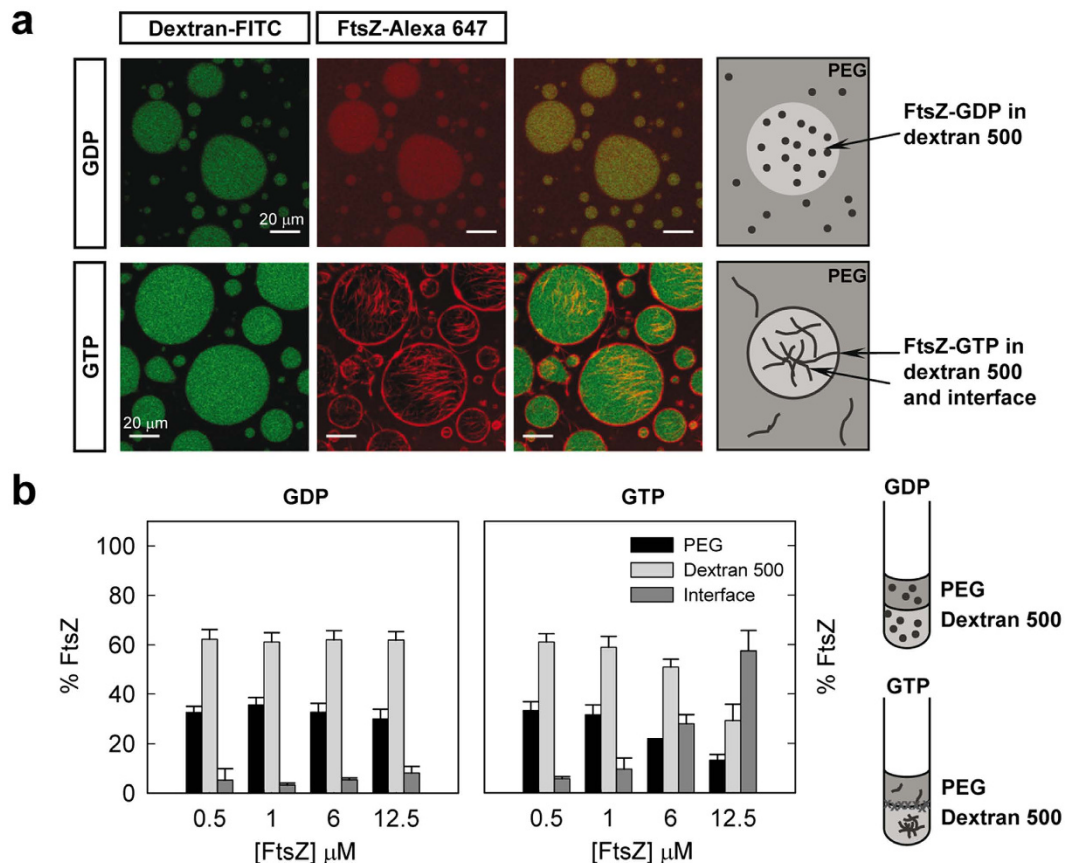 a
Dextran-FITC
FtsZ-Alexa 647
GDP
20 μm
PEG
FtsZ-GDP in
dextran 500
GTP
20 μm
PEG
FtsZ-GTP in
dextran 500
and interface
b
GDP
GTP
GDP
% FtsZ
100
80
60
40
20
0
0.5 1 6 12.5
[FtsZ] μM
PEG
Dextran 500
Interface
0.5 1 6 12.5
[FtsZ] μM
% FtsZ
PEG
Dextran 500
GTP
PEG
Dextran 500